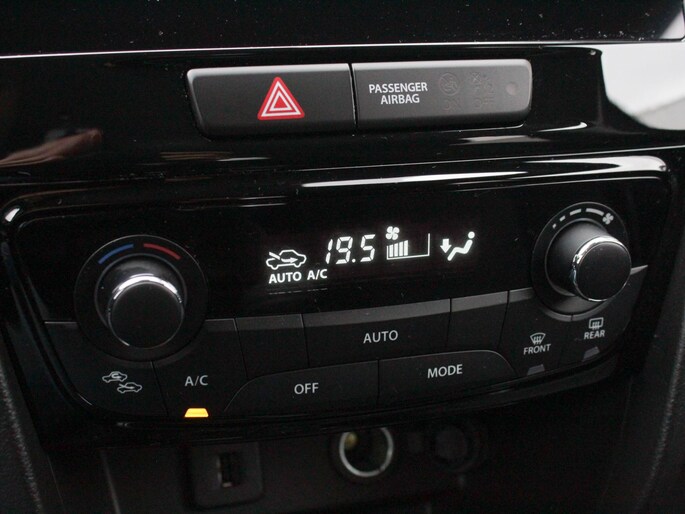 PASSENGER
AIRBAG
19.5
AUTO A/C
AUTO
A/C
OFF
MODE
FRONT
REAR